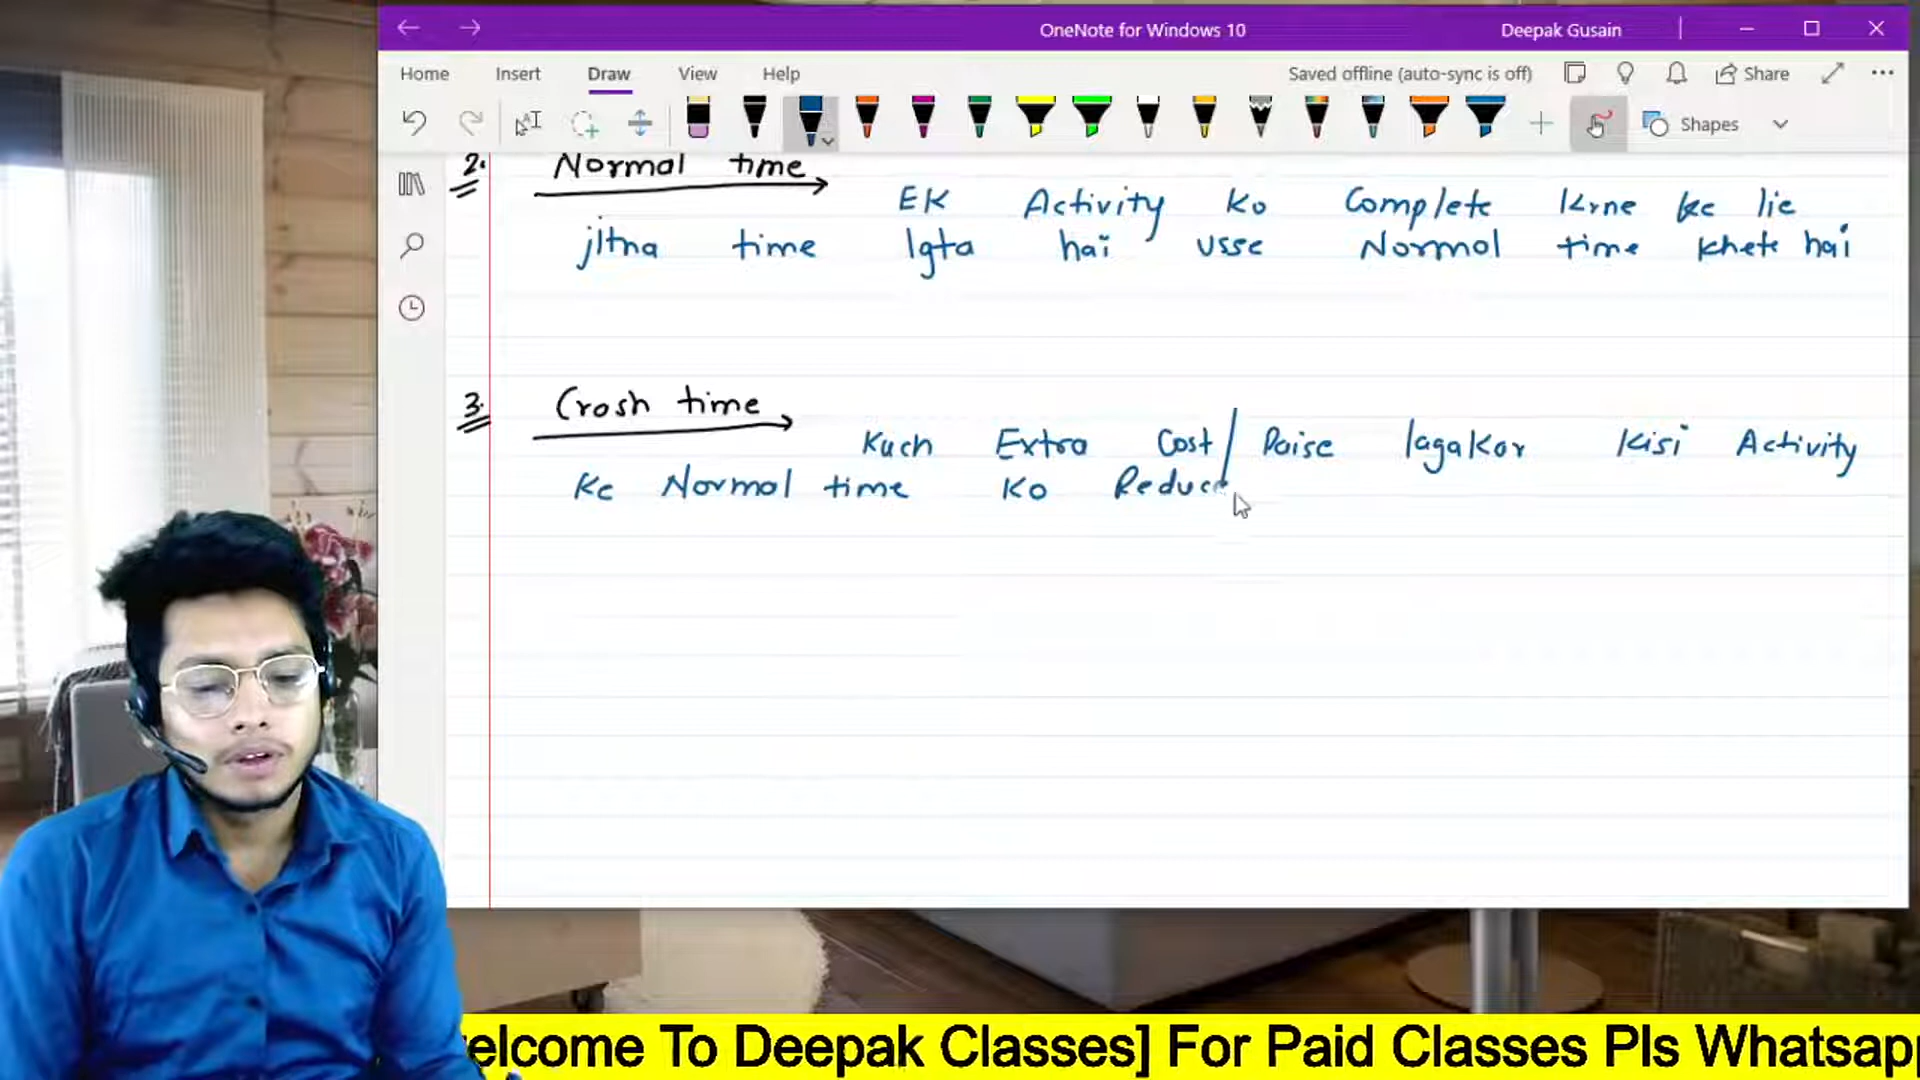 OneNote for Windows 10 Deepak Gusain
Home Insert Draw View Help Saved offline (auto-sync is off) Share
Shapes
2. Normal time
EK Activity Ko Complete Krne ke lie
jitna time lgta hai usse Normal time Khete hai
3. Crash time
Kuch Extra Cost/Paise lagakar Kisi Activity
Ke Normal time Ko Reduce
elcome To Deepak Classes] For Paid Classes Pls Whatsapp